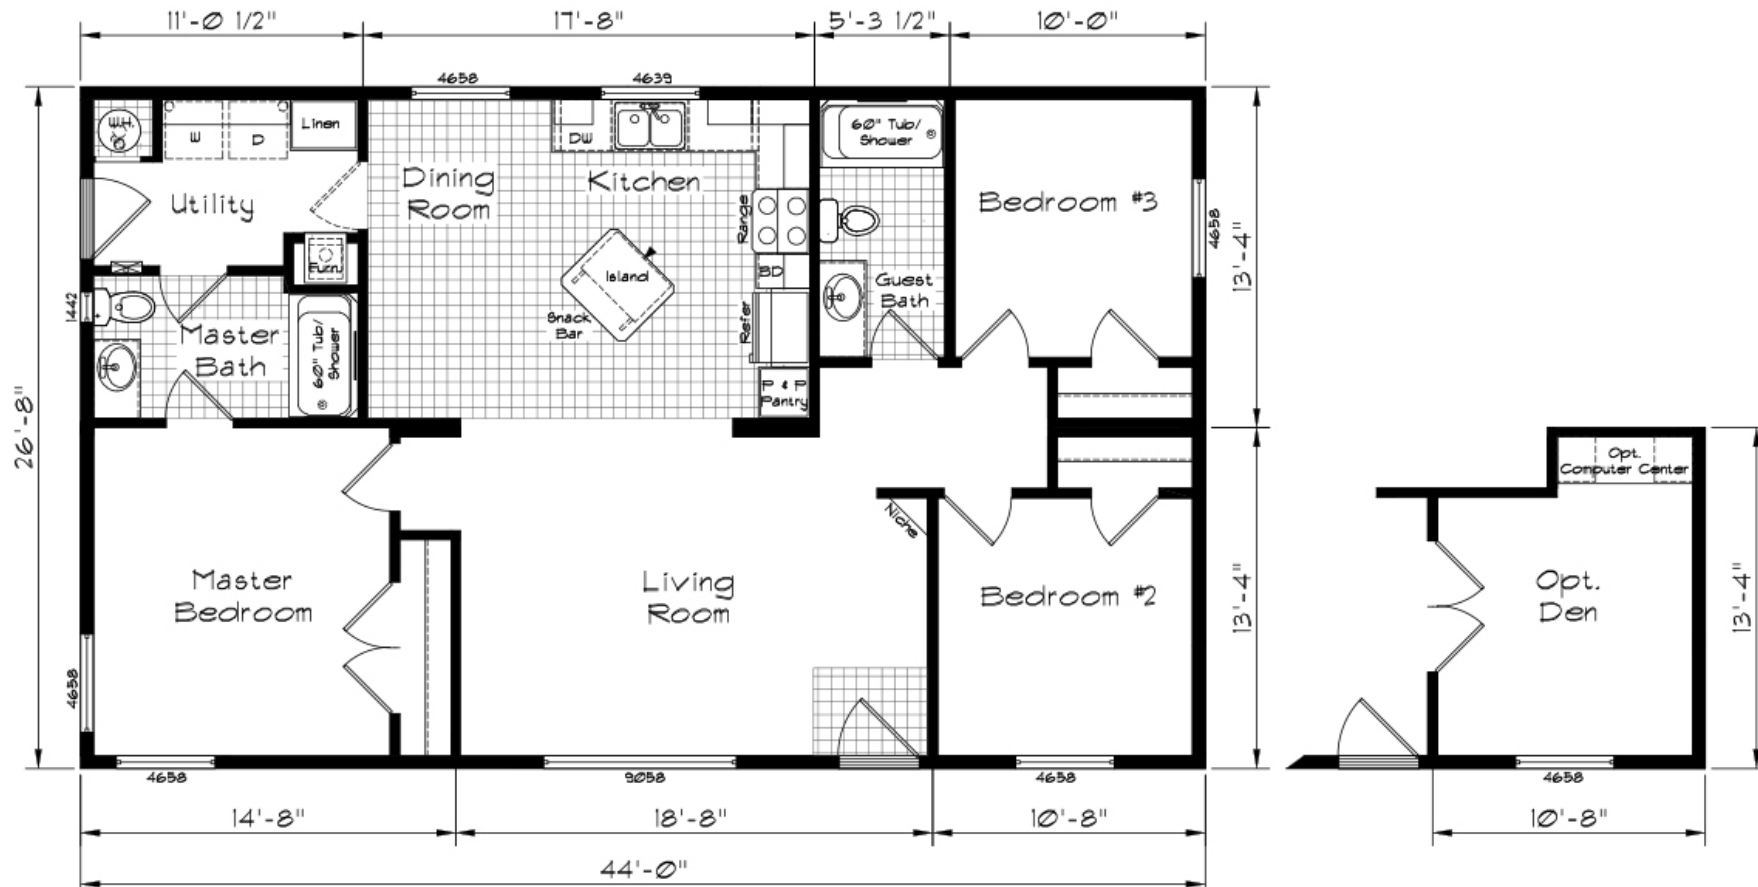 11'-0 1/2"
17'-8"
5'-3 1/2"
10'-0"
4658
4639
W.H.
W
D
Linen
DW
60" Tub/
Shower
Utility
Dining
Room
Kitchen
Range
Bedroom #3
4658
13'-4"
Furn
Island
BD
Guest
Bath
1442
Master
Bath
60" Tub/
Shower
Snack
Bar
Refer
P & P
Pantry
26'-8"
Niche
Opt.
Computer Center
Master
Bedroom
Living
Room
Bedroom #2
13'-4"
Opt.
Den
13'-4"
4658
4658
9058
4658
4658
14'-8"
18'-8"
10'-8"
10'-8"
44'-0"